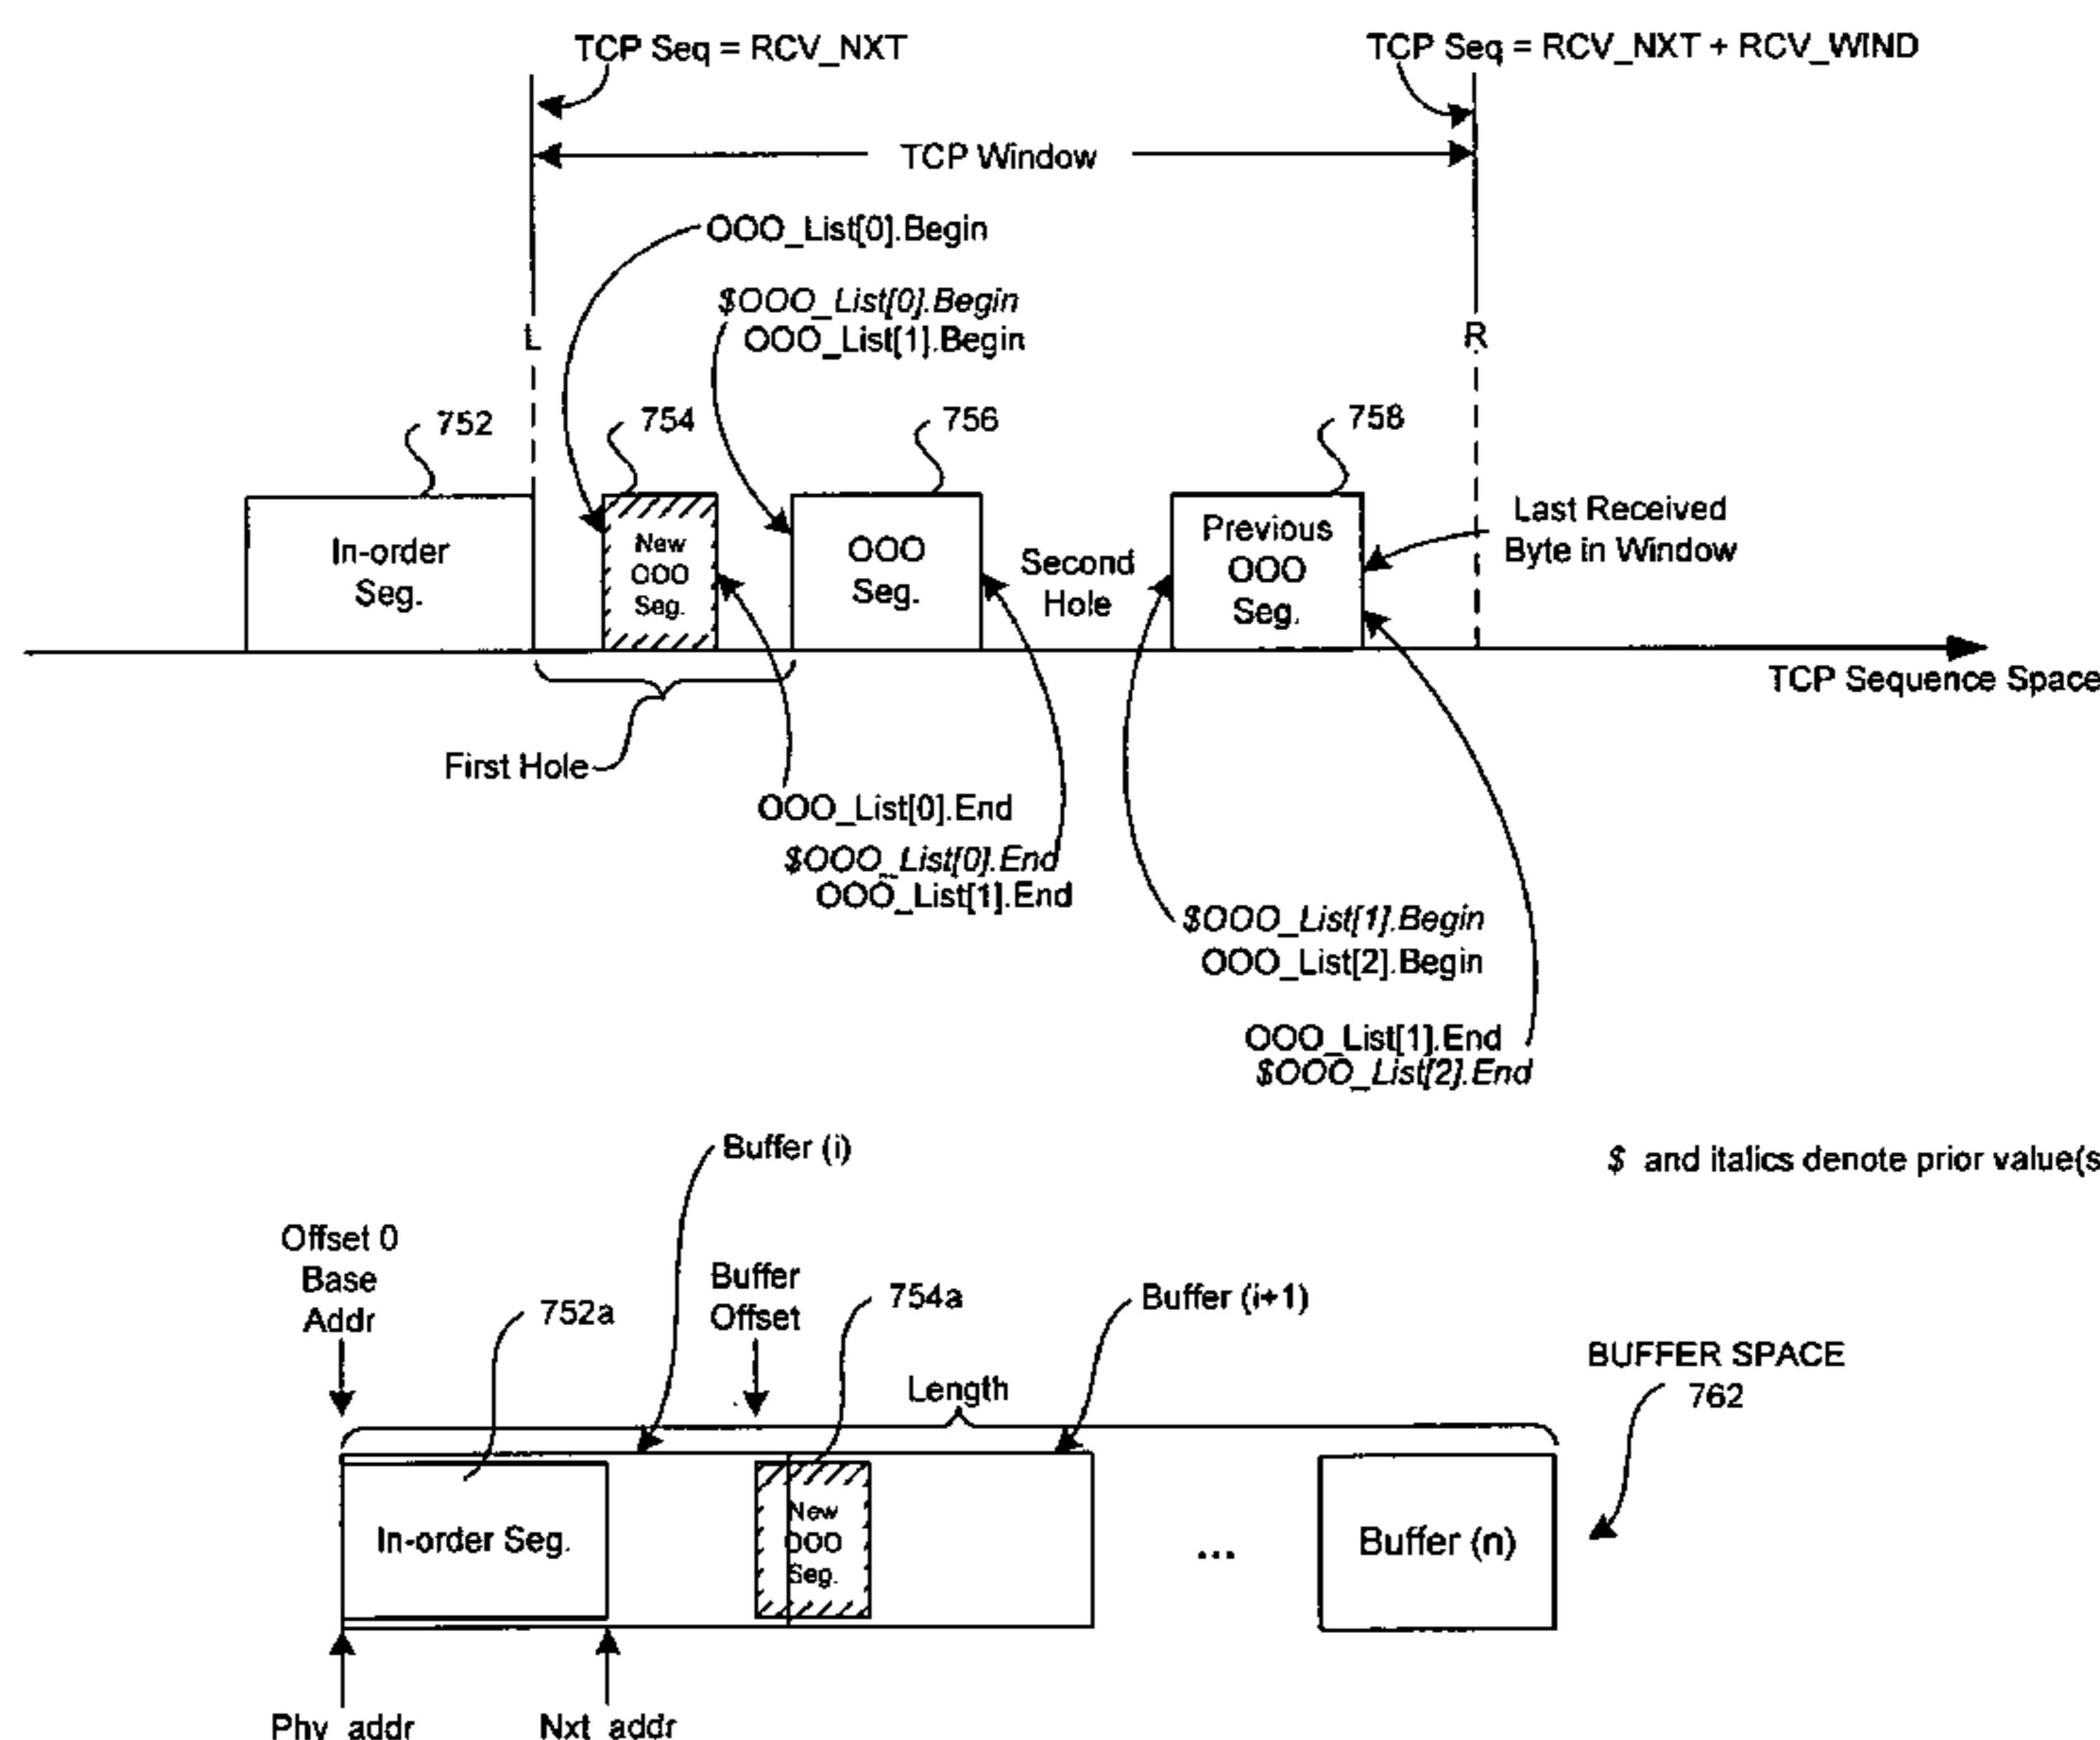 TCP Seq = RCV_NXT
TCP Seq = RCV_NXT + RCV_WIND
TCP Window
OOO_List[0].Begin
$OOO_List[0].Begin
OOO_List[1].Begin
L
R
752
754
756
758
In-order
Seg.
New
OOO
Seg.
OOO
Seg.
Second
Hole
Previous
OOO
Seg.
Last Received
Byte in Window
TCP Sequence Space
First Hole
OOO_List[0].End
$OOO_List[0].End
OOO_List[1].End
$OOO_List[1].Begin
OOO_List[2].Begin
OOO_List[1].End
$OOO_List[2].End
$ and italics denote prior value(s
Buffer (i)
Offset 0
Base
Addr
752a
Buffer
Offset
754a
Buffer (i+1)
Length
BUFFER SPACE
762
In-order Seg.
New
OOO
Seg.
...
Buffer (n)
Phy_addr
Nxt_addr